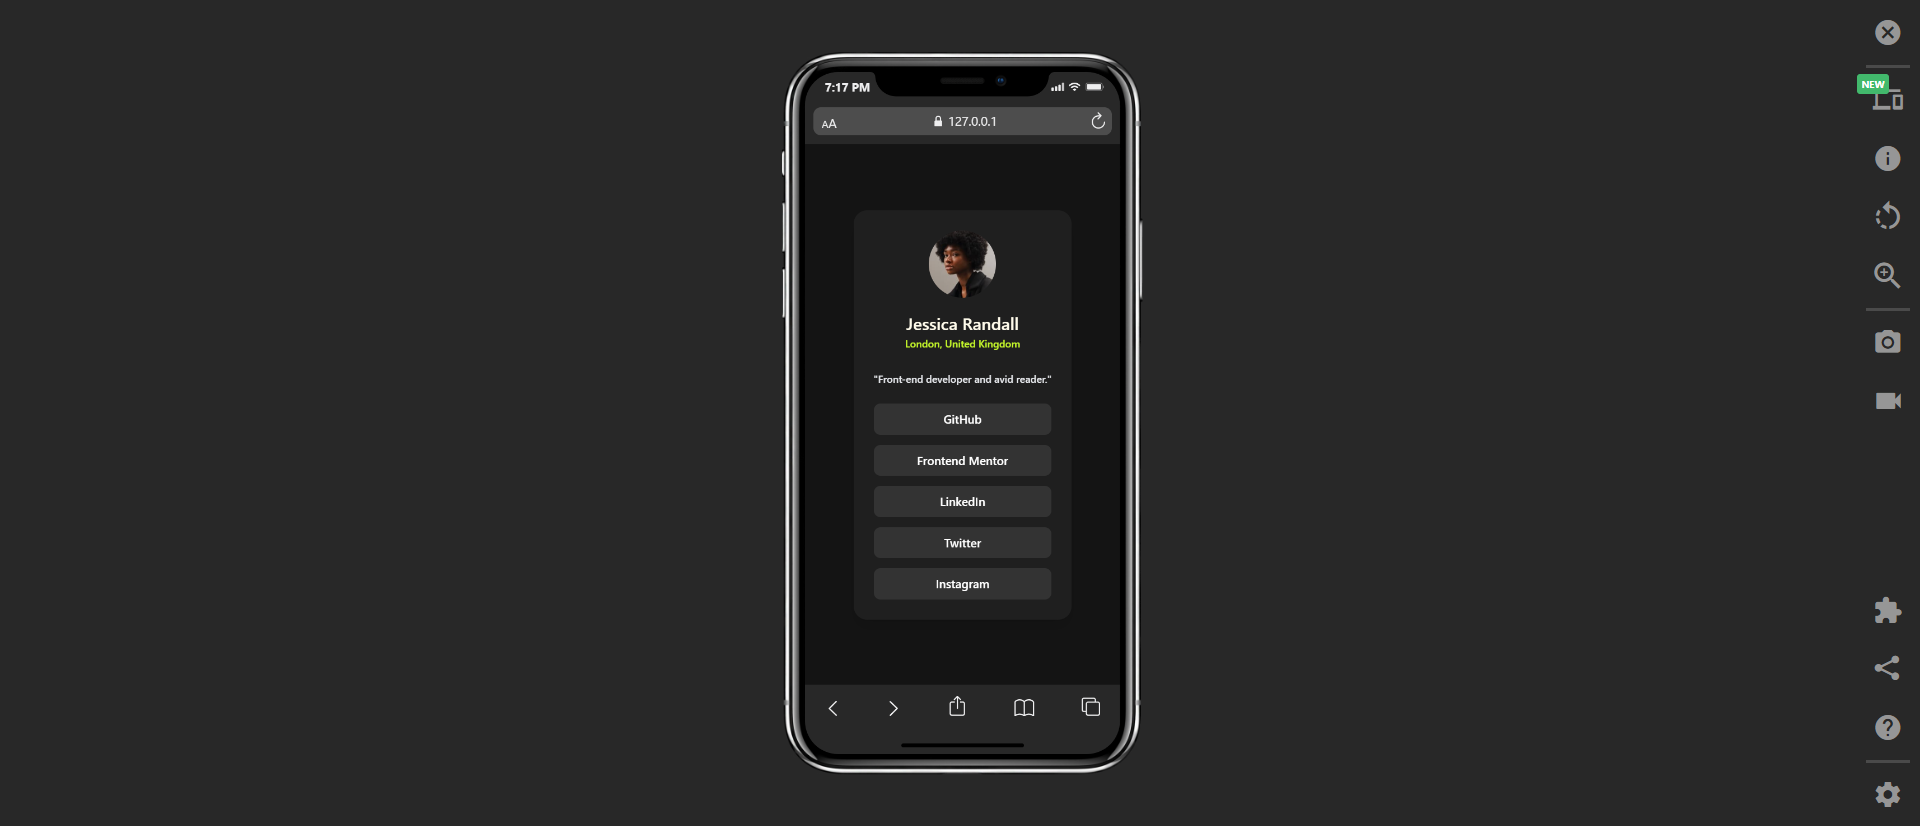 7:17 PM
AA
127.0.0.1
NEW
Jessica Randall
London, United Kingdom
"Front-end developer and avid reader."
GitHub
Frontend Mentor
LinkedIn
Twitter
Instagram